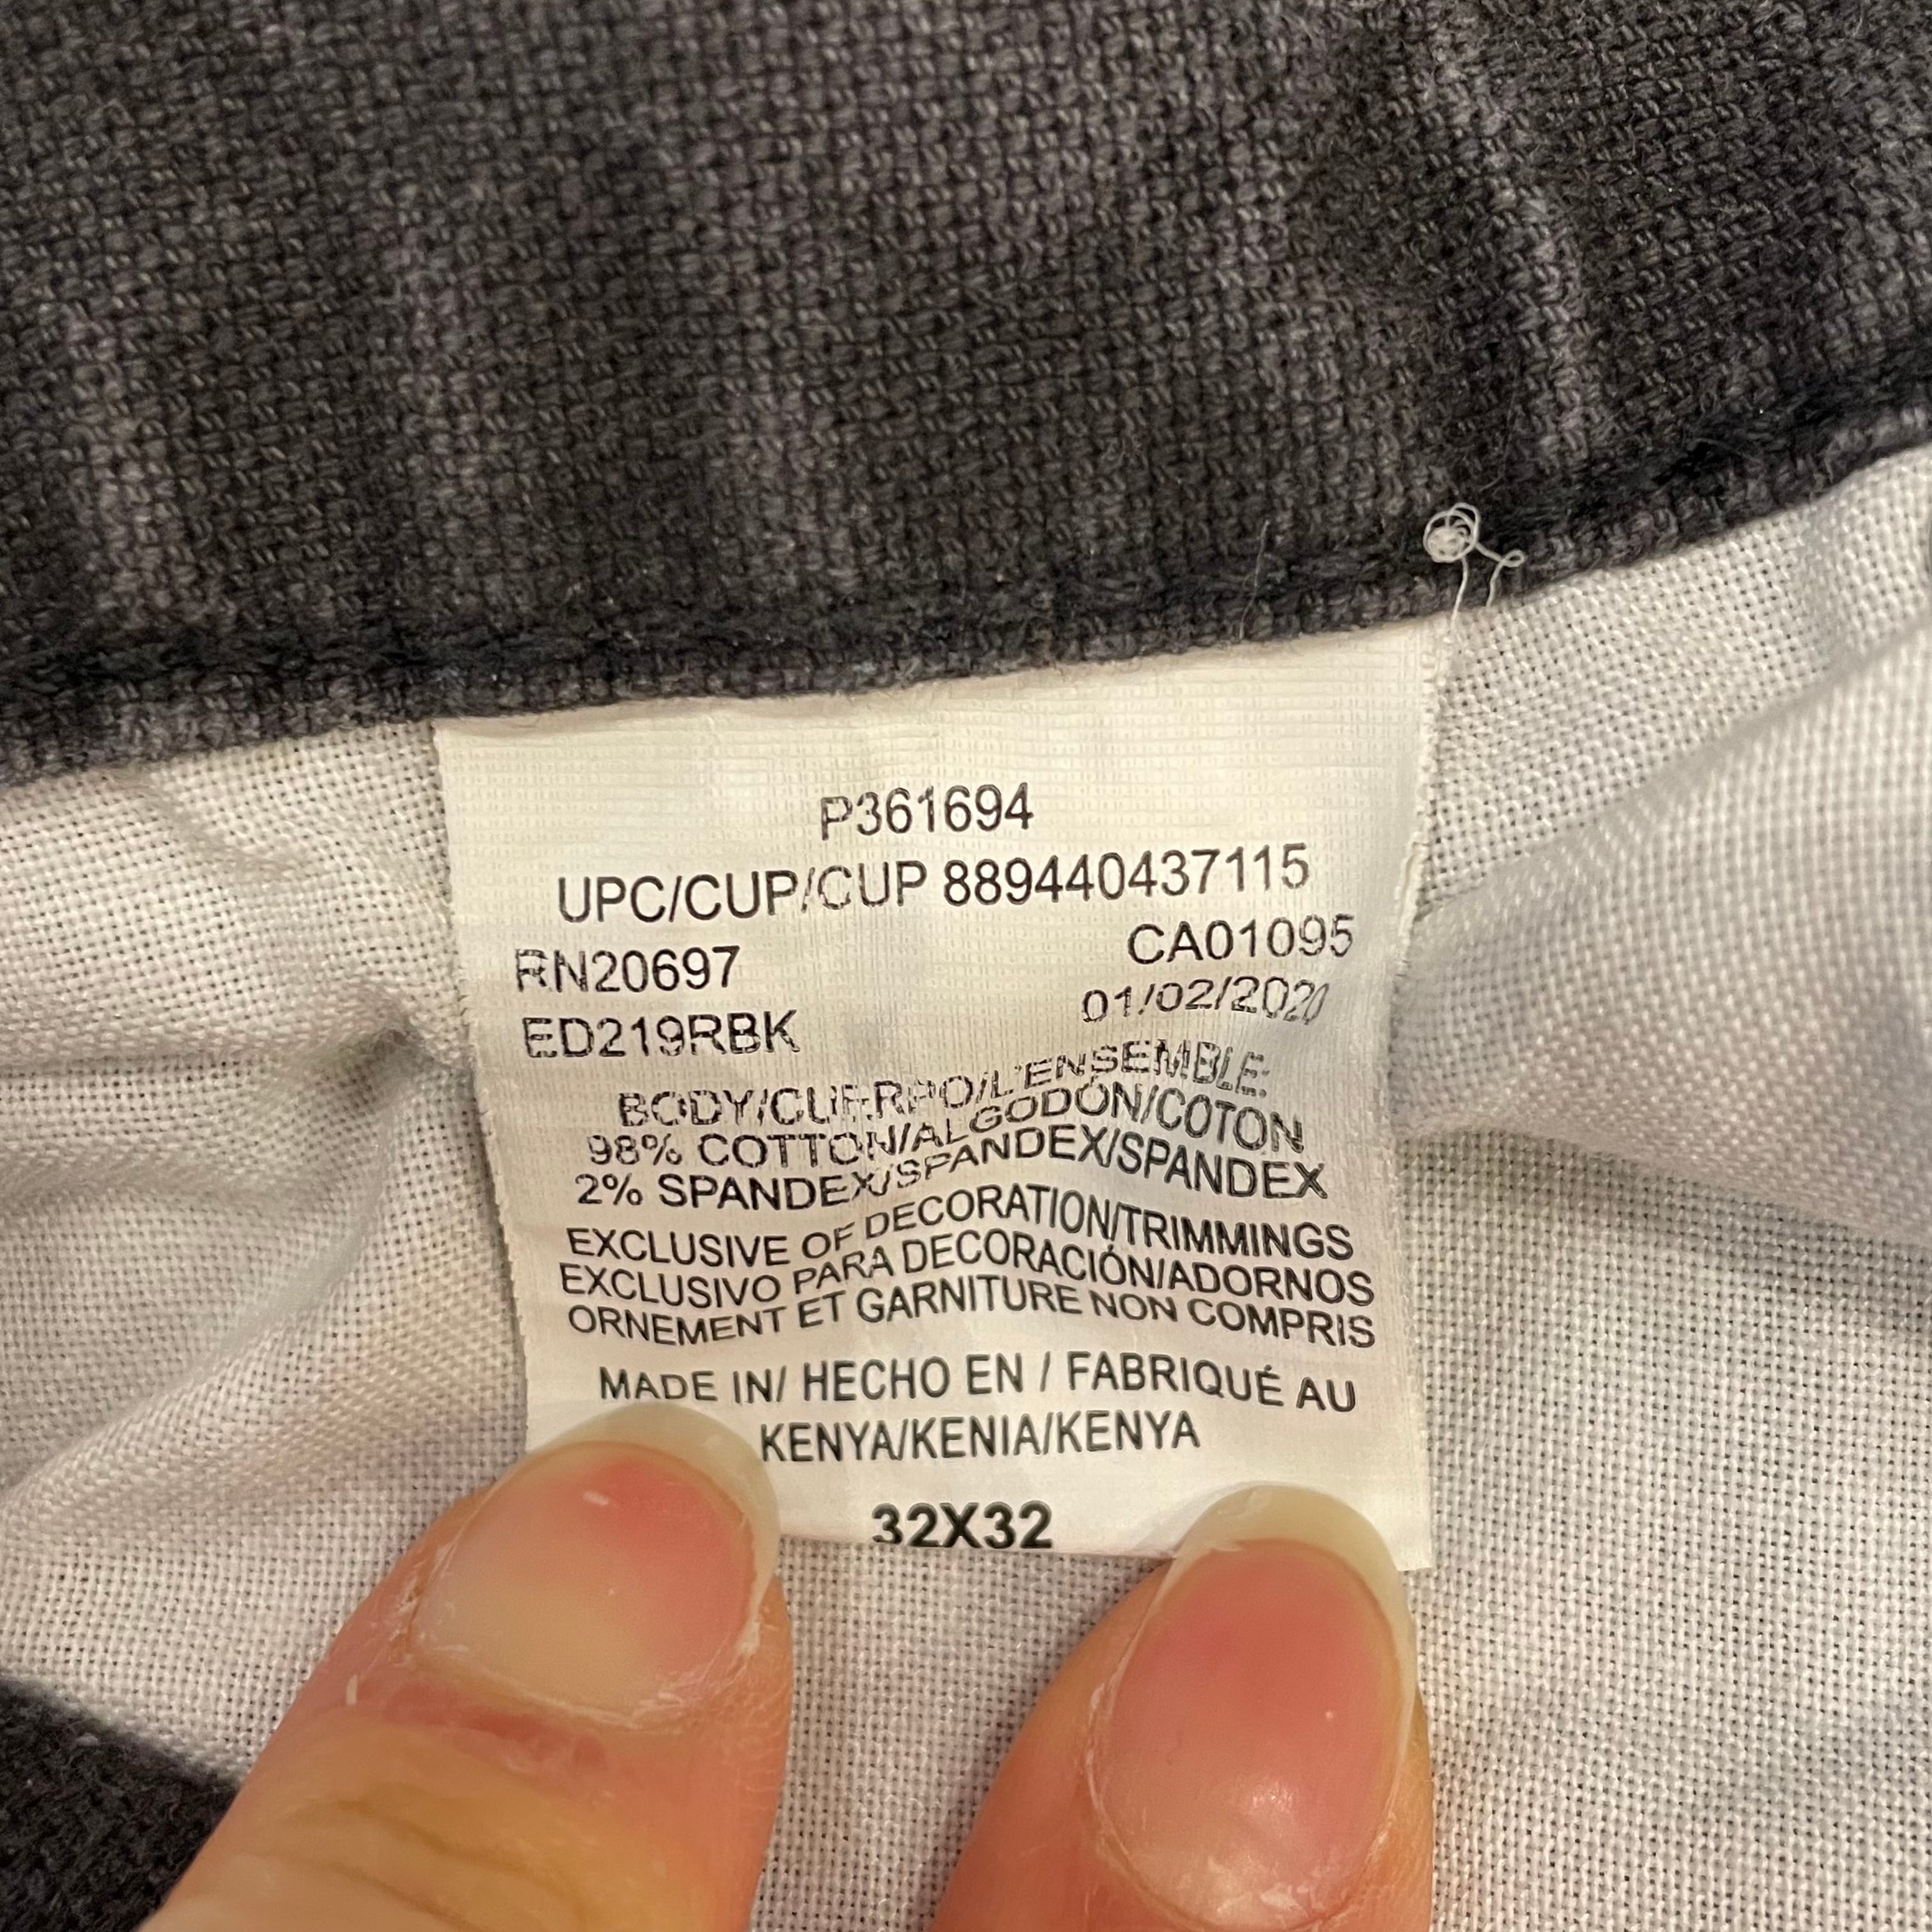 P361694
UPC/CUP/CUP 889440437115
RN20697 CA01095
ED219RBK 01/02/2020
BODY/CUERPO/L'ENSEMBLE:
98% COTTON/ALGODÓN/COTON
2% SPANDEX/SPANDEX/SPANDEX
EXCLUSIVE OF DECORATION/TRIMMINGS
EXCLUSIVO PARA DECORACIÓN/ADORNOS
ORNEMENT ET GARNITURE NON COMPRIS
MADE IN/ HECHO EN / FABRIQUÉ AU
KENYA/KENIA/KENYA
32X32